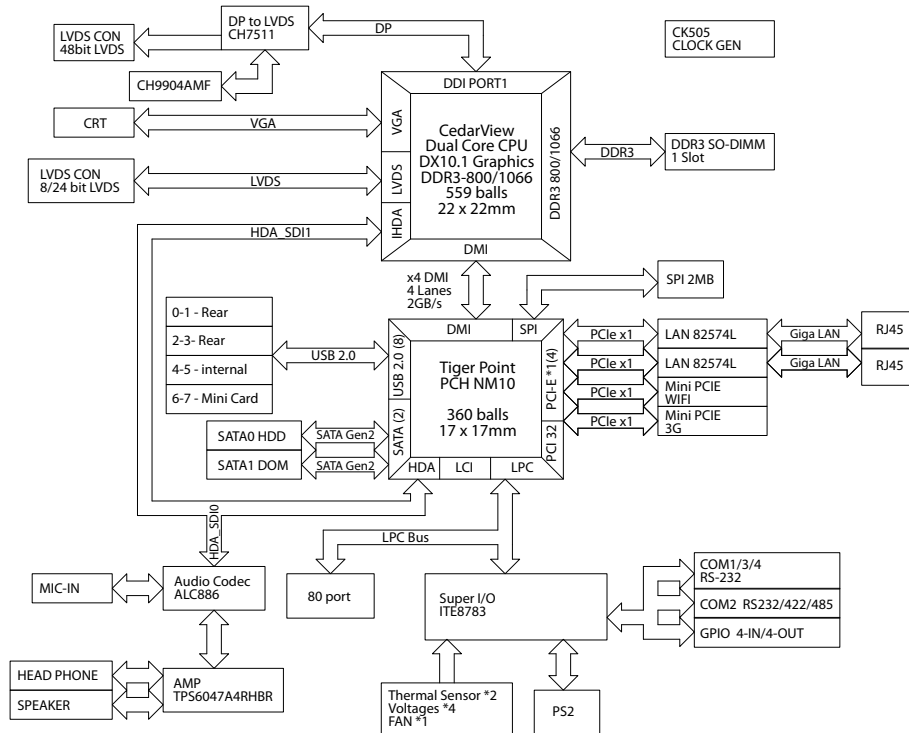 LVDS CON
48bit LVDS
DP to LVDS
CH7511
DP
CK505
CLOCK GEN
CH9904AMF
DDI PORT1
CRT
VGA
VGA
CedarView
Dual Core CPU
DX10.1 Graphics
DDR3-800/1066
559 balls
22 x 22mm
DDR3 800/1066
DDR3
DDR3 SO-DIMM
1 Slot
LVDS CON
8/24 bit LVDS
LVDS
LVDS
IHDA
HDA_SDI1
DMI
x4 DMI
4 Lanes
2GB/s
SPI 2MB
0-1 - Rear
2-3- Rear
4-5 - internal
6-7 - Mini Card
USB 2.0
USB 2.0 (8)
DMI
SPI
Tiger Point
PCH NM10
360 balls
17 x 17mm
PCI-E *1(4)
PCI 32
PCIe x1
LAN 82574L
Giga LAN
RJ45
PCIe x1
LAN 82574L
Giga LAN
RJ45
PCIe x1
Mini PCIE
WIFI
PCIe x1
Mini PCIE
3G
SATA0 HDD
SATA Gen2
SATA (2)
SATA1 DOM
SATA Gen2
HDA
LCI
LPC
HDA_SDI0
LPC Bus
MIC-IN
Audio Codec
ALC886
80 port
Super I/O
ITE8783
COM1/3/4
RS-232
COM2 RS232/422/485
GPIO 4-IN/4-OUT
HEAD PHONE
SPEAKER
AMP
TPS6047A4RHBR
Thermal Sensor *2
Voltages *4
FAN *1
PS2